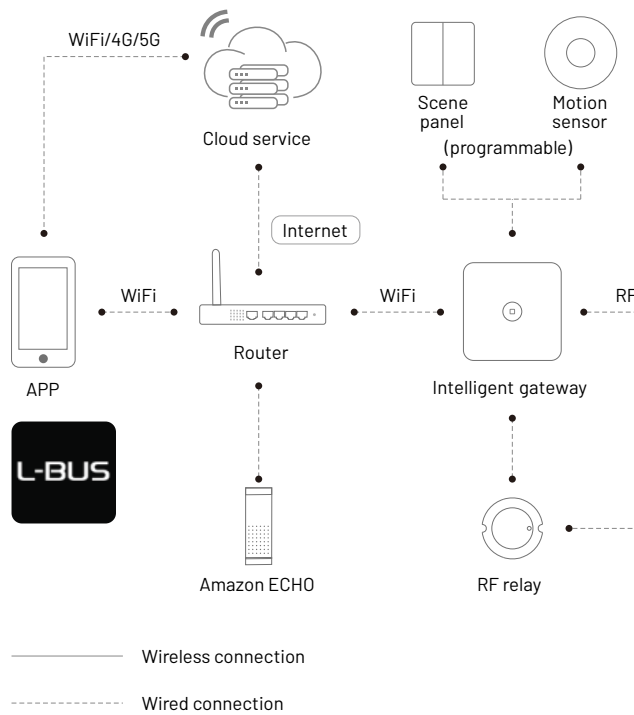 WiFi/4G/5G
Cloud service
Scene
panel
Motion
sensor
(programmable)
Internet
WiFi
WiFi
RF
Router
APP
Intelligent gateway
L-BUS
Amazon ECHO
RF relay
Wireless connection
Wired connection